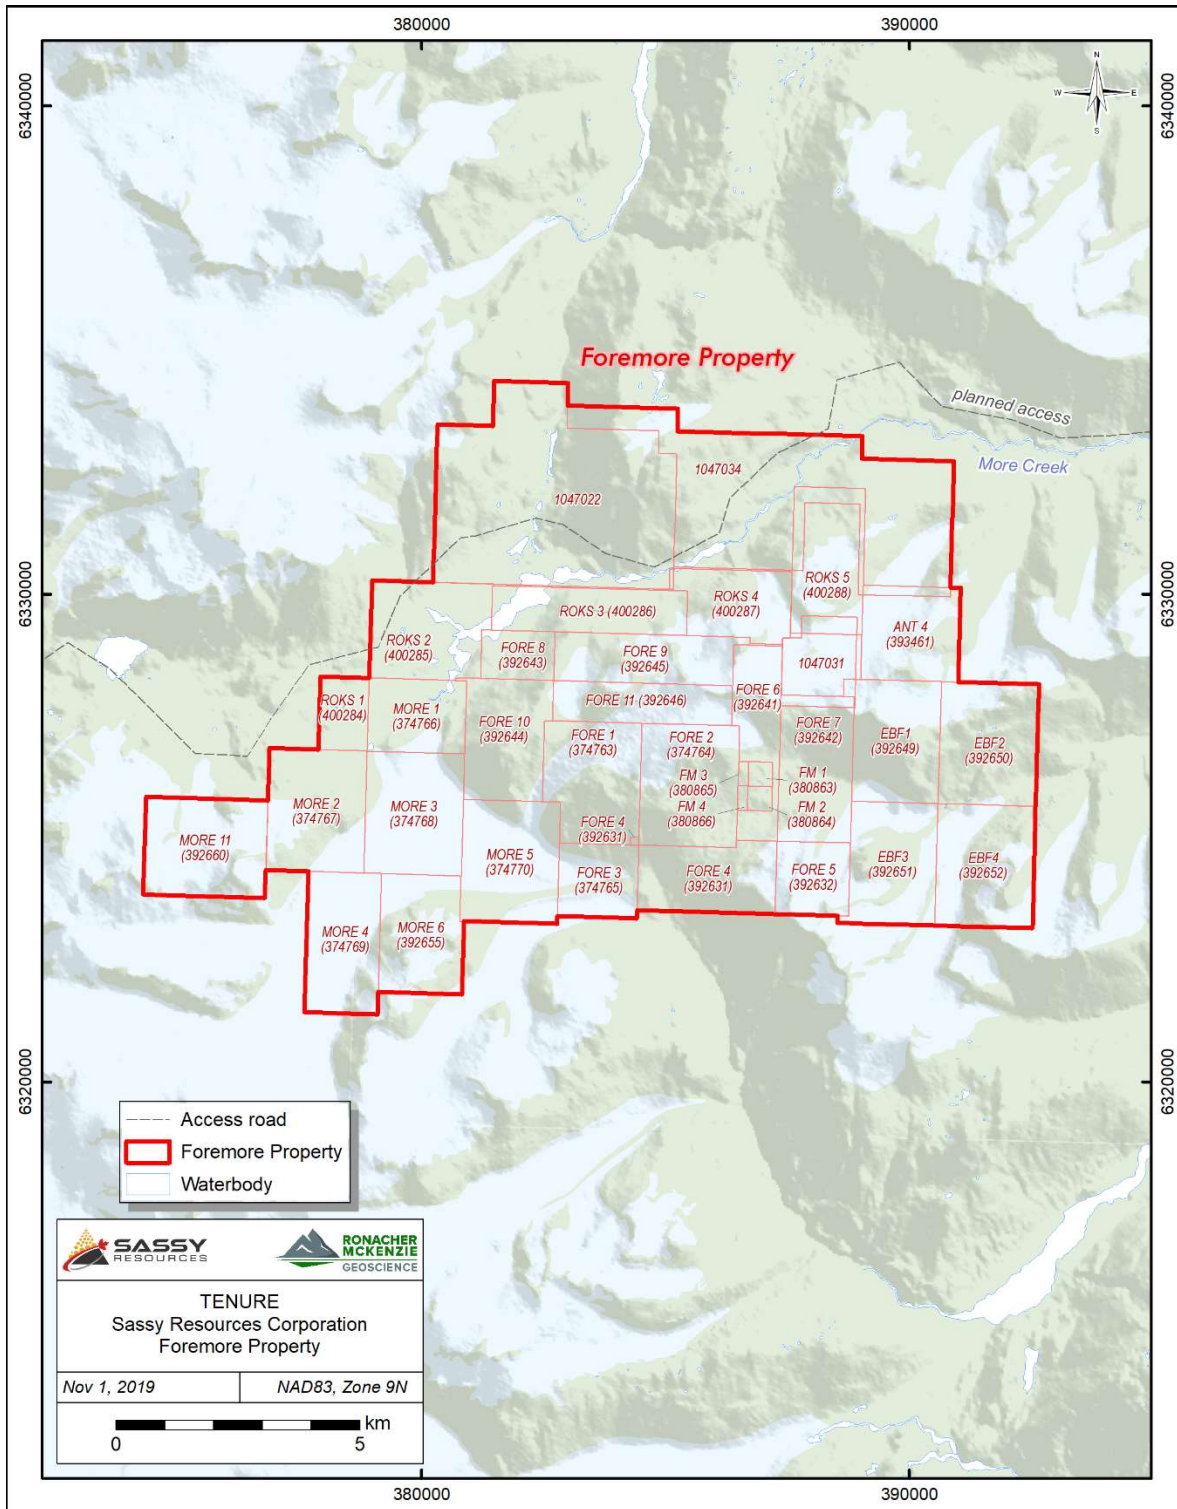 380000
390000
6340000
6340000
N
W
E
S
Foremore Property
planned access
More Creek
1047034
1047022
6330000
6330000
ROKS 5
(400288)
ROKS 4
(400287)
ROKS 3 (400286)
ANT 4
(393461)
ROKS 2
(400285)
FORE 8
(392643)
FORE 9
(392645)
1047031
ROKS 1
(400284)
MORE 1
(374766)
FORE 10
(392644)
FORE 11 (392646)
FORE 6
(392641)
FORE 1
(374763)
FORE 2
(374764)
FORE 7
(392642)
EBF1
(392649)
EBF2
(392650)
FM 3
(380865)
FM 1
(380863)
MORE 2
(374767)
MORE 3
(374768)
FM 4
(380866)
FM 2
(380864)
MORE 11
(392660)
FORE 4
(392631)
MORE 5
(374770)
FORE 3
(374765)
FORE 4
(392631)
FORE 5
(392632)
EBF3
(392651)
EBF4
(392652)
MORE 4
(374769)
MORE 6
(392655)
6320000
6320000
Access road
Foremore Property
Waterbody
SASSY
RESOURCES
RONACHER
MCKENZIE
GEOSCIENCE
TENURE
Sassy Resources Corporation
Foremore Property
Nov 1, 2019
NAD83, Zone 9N
km
0
5
380000
390000